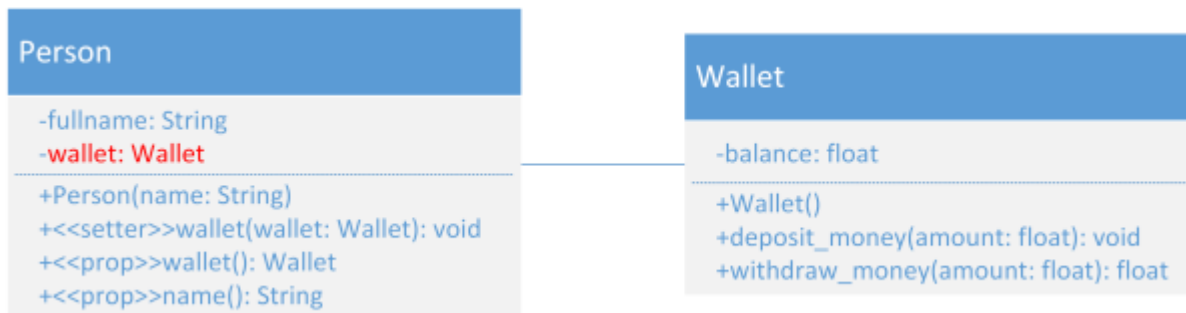 Person
-fullname: String
-wallet: Wallet
+Person(name: String)
+<<setter>>wallet(wallet: Wallet): void
+<<prop>>wallet(): Wallet
+<<prop>>name(): String
Wallet
-balance: float
+Wallet()
+deposit_money(amount: float): void
+withdraw_money(amount: float): float